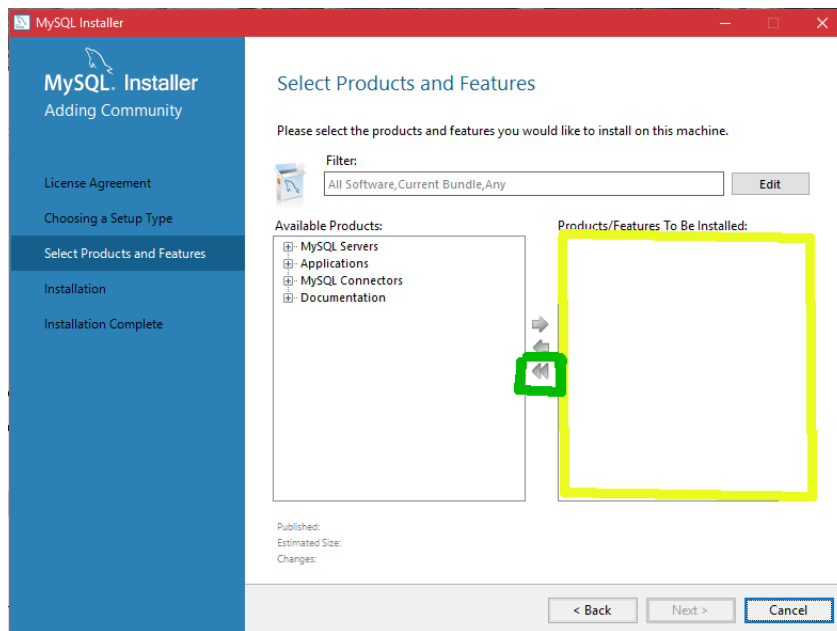 MySQL Installer
MySQL. Installer
Adding Community
License Agreement
Choosing a Setup Type
Select Products and Features
Installation
Installation Complete
Select Products and Features
Please select the products and features you would like to install on this machine.
Filter:
All Software,Current Bundle,Any
Edit
Available Products:
MySQL Servers
Applications
MySQL Connectors
Documentation
Products/Features To Be Installed:
Published:
Estimated Size:
Changes:
< Back
Next >
Cancel